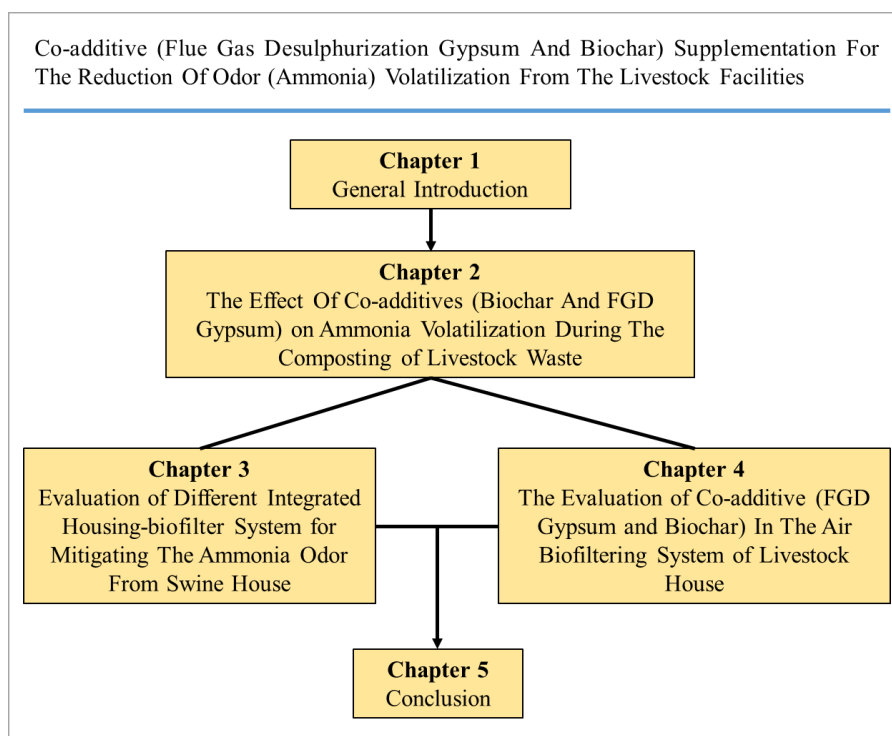 Co-additive (Flue Gas Desulphurization Gypsum And Biochar) Supplementation For
The Reduction Of Odor (Ammonia) Volatilization From The Livestock Facilities
Chapter 1
General Introduction
Chapter 2
The Effect Of Co-additives (Biochar And FGD
Gypsum) on Ammonia Volatilization During The
Composting of Livestock Waste
Chapter 3
Evaluation of Different Integrated
Housing-biofilter System for
Mitigating The Ammonia Odor
From Swine House
Chapter 4
The Evaluation of Co-additive (FGD
Gypsum and Biochar) In The Air
Biofiltering System of Livestock
House
Chapter 5
Conclusion